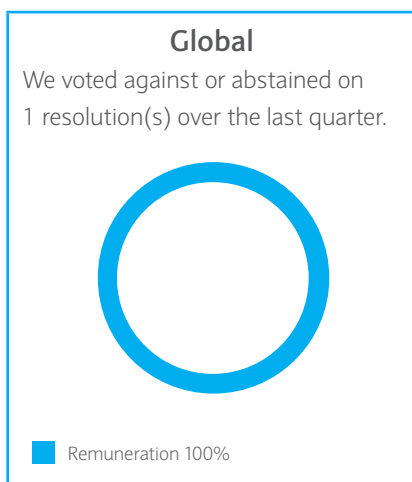 Global
We voted against or abstained on
1 resolution(s) over the last quarter.
Remuneration 100%